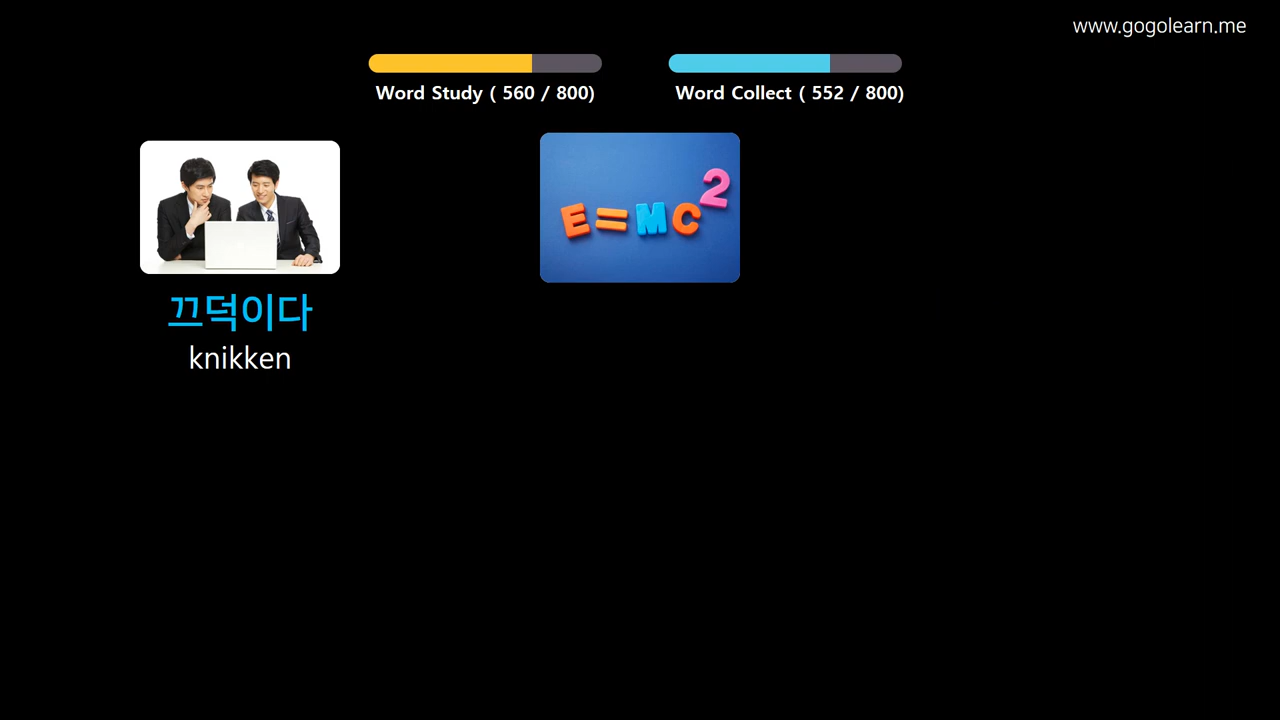 www.gogolearn.me
Word Study ( 560 / 800)
Word Collect ( 552 / 800)
E=MC2
끄덕이다
knikken